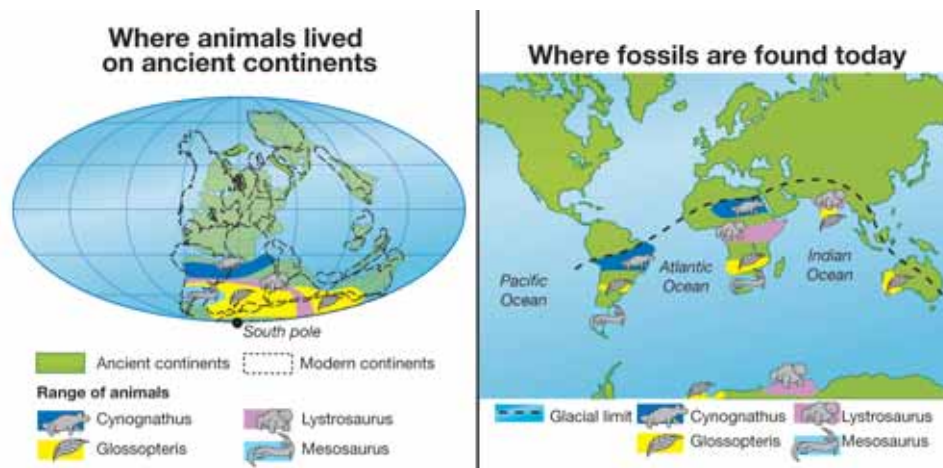 Where animals lived
on ancient continents
South pole
Ancient continents
Modern continents
Range of animals
Cynognathus
Lystrosaurus
Glossopteris
Mesosaurus
Where fossils are found today
Pacific
Ocean
Atlantic
Ocean
Indian
Ocean
Glacial limit
Cynognathus
Lystrosaurus
Glossopteris
Mesosaurus